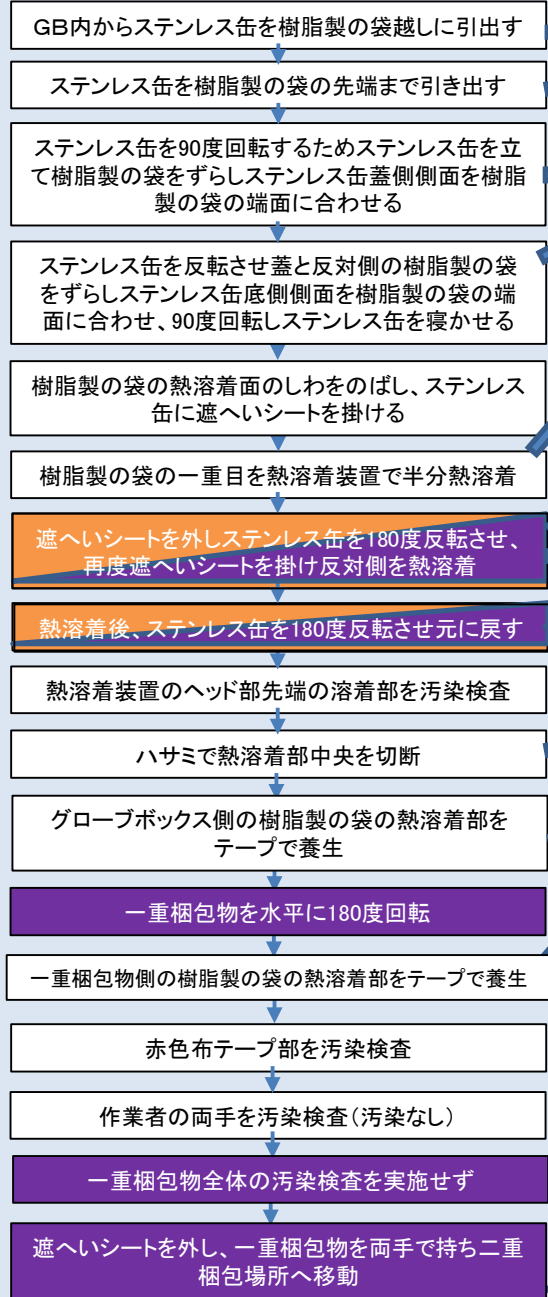 GB内からステンレス缶を樹脂製の袋越しに引出す
ステンレス缶を樹脂製の袋の先端まで引き出す
ステンレス缶を90度回転するためステンレス缶を立
て樹脂製の袋をずらしステンレス缶蓋側側面を樹脂
製の袋の端面に合わせる
ステンレス缶を反転させ蓋と反対側の樹脂製の袋
をずらしステンレス缶底側側面を樹脂製の袋の端
面に合わせ、90度回転しステンレス缶を寝かせる
樹脂製の袋の熱溶着面のしわをのばし、ステンレス
缶に遮へいシートを掛ける
樹脂製の袋の一重目を熱溶着装置で半分熱溶着
遮へいシートを外しステンレス缶を180度反転させ、
再度遮へいシートを掛け反対側を熱溶着
熱溶着後、ステンレス缶を180度反転させ元に戻す
熱溶着装置のヘッド部先端の溶着部を汚染検査
ハサミで熱溶着部中央を切断
グローブボックス側の樹脂製の袋の熱溶着部を
テープで養生
一重梱包物を水平に180度回転
一重梱包物側の樹脂製の袋の熱溶着部をテープで養生
赤色布テープ部を汚染検査
作業者の両手を汚染検査(汚染なし)
一重梱包物全体の汚染検査を実施せず
遮へいシートを外し、一重梱包物を両手で持ち二重
梱包場所へ移動